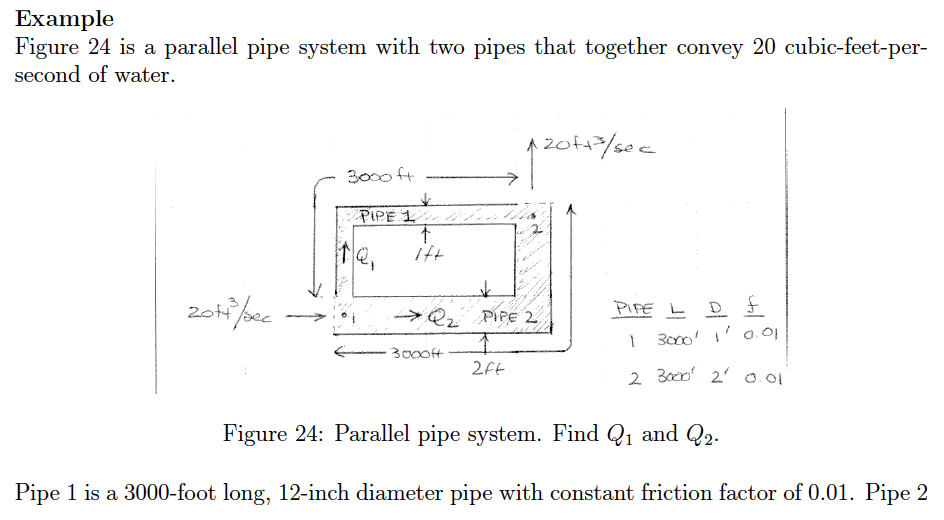 Example
Figure 24 is a parallel pipe system with two pipes that together convey 20 cubic-feet-per-
second of water.
20ft³/sec
3000ft
PIPE 1
2
Q₁
1ft
20ft³/sec
1
Q₂ PIPE 2
3000ft
2ft
PIPE L D f
1 3000' 1' 0.01
2 3000' 2' 0.01
Figure 24: Parallel pipe system. Find Q₁ and Q₂.
Pipe 1 is a 3000-foot long, 12-inch diameter pipe with constant friction factor of 0.01. Pipe 2